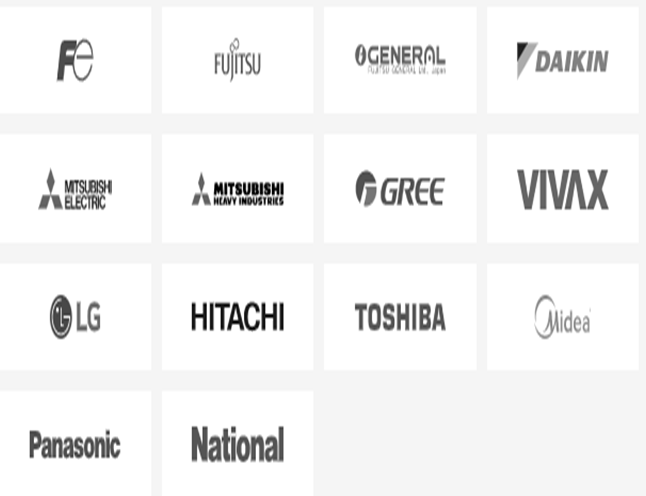 Fe
FUJITSU
GENERAL
FUJITSU GENERAL Ltd., Japan
DAIKIN
MITSUBISHI
ELECTRIC
MITSUBISHI
HEAVY INDUSTRIES
GREE
VIVAX
LG
HITACHI
TOSHIBA
Midea
Panasonic
National